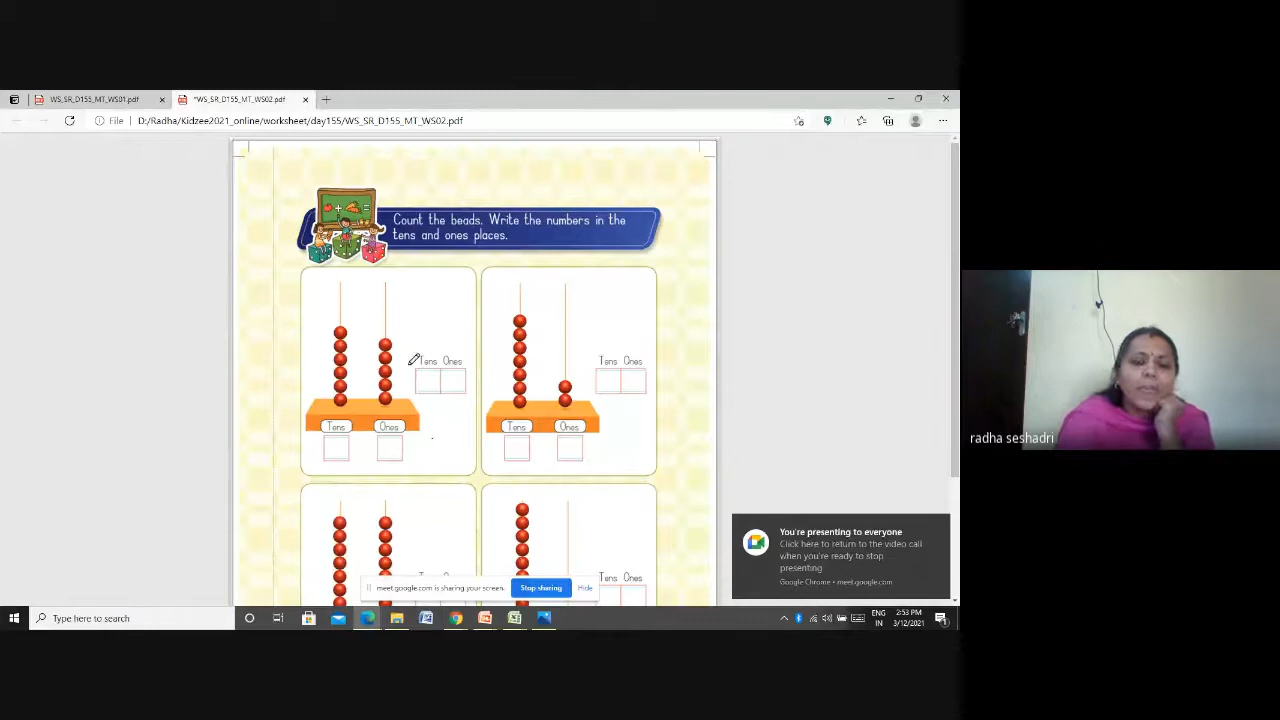 WS_SR_D155_MT_WS01.pdf
*WS_SR_D155_MT_WS02.pdf
File
D:/Radha/Kidzee2021_online/worksheet/day155/WS_SR_D155_MT_WS02.pdf
Count the beads. Write the numbers in the
tens and ones places.
Tens Ones
Tens Ones
Tens Ones
Tens Ones
Tens Ones
radha seshadri
You're presenting to everyone
Click here to return to the video call
when you're ready to stop
presenting
Google Chrome • meet.google.com
meet.google.com is sharing your screen.
Stop sharing
Hide
Type here to search
ENG
IN
2:53 PM
3/12/2021